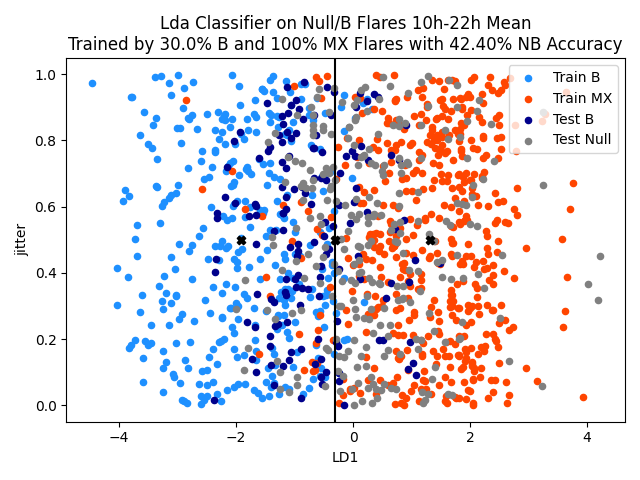 Lda Classifier on Null/B Flares 10h-22h Mean
Trained by 30.0% B and 100% MX Flares with 42.40% NB Accuracy
Train B
Train MX
Test B
Test Null
1.0
0.8
0.6
0.4
0.2
0.0
jitter
−4
−2
0
2
4
LD1